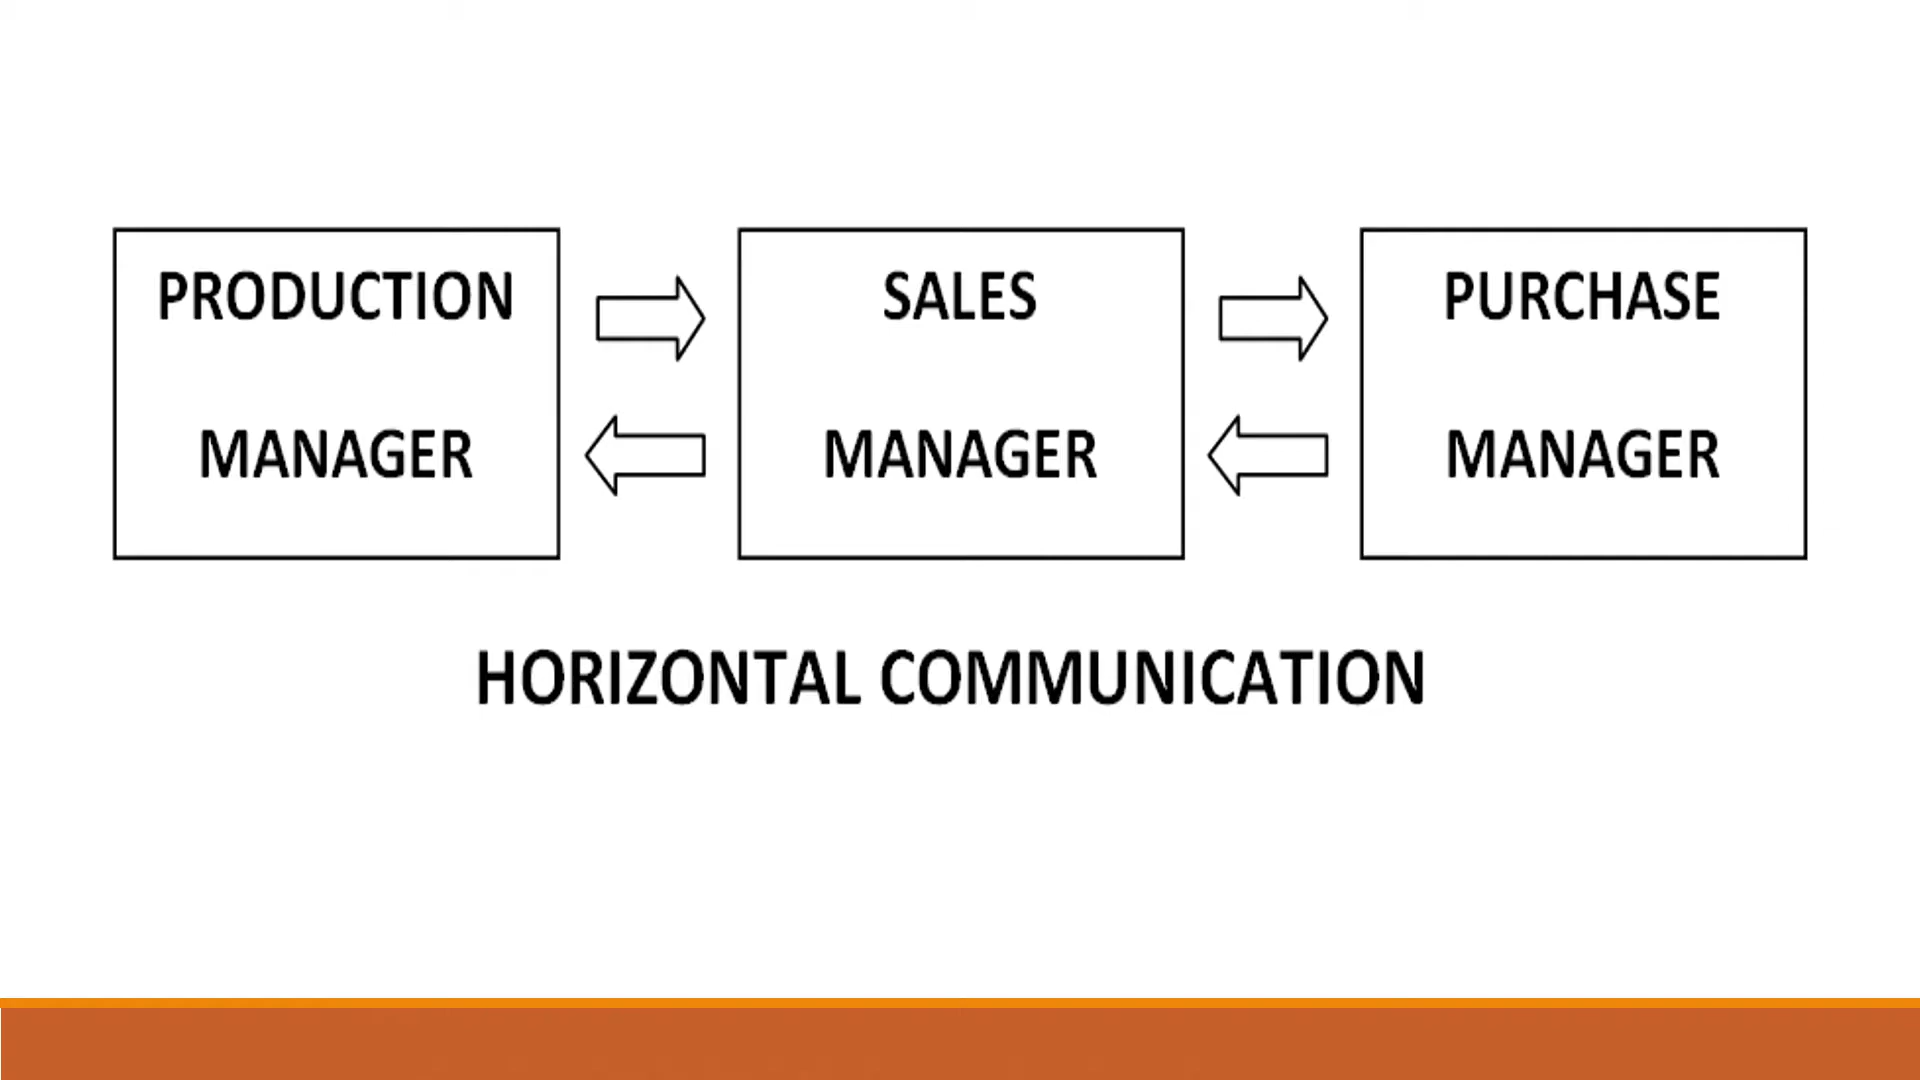 PRODUCTION
MANAGER
SALES
MANAGER
PURCHASE
MANAGER
HORIZONTAL COMMUNICATION